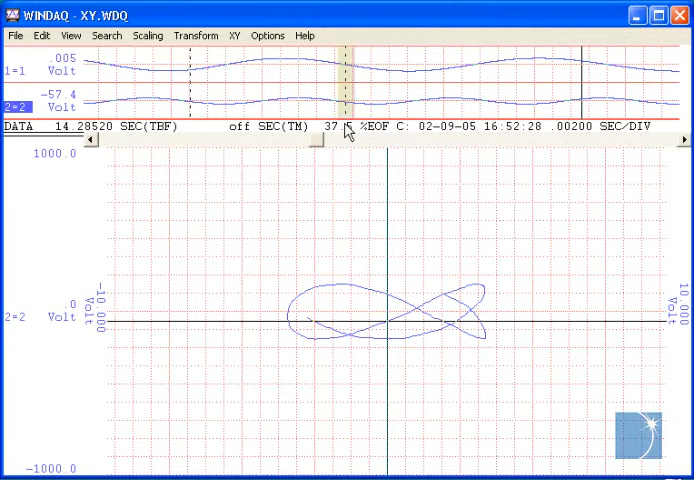 WINDAQ - XY.WDQ
File Edit View Search Scaling Transform XY Options Help
.005
1=1 Volt
-57.4
2=2 Volt
DATA 14.28520 SEC(TBF) off SEC(TM) 37.5 %EOF C: 02-09-05 16:52:28 .00200 SEC/DIV
1000.0
.0
2=2 Volt
-10.000 Volt
10.000 Volt
-1000.0